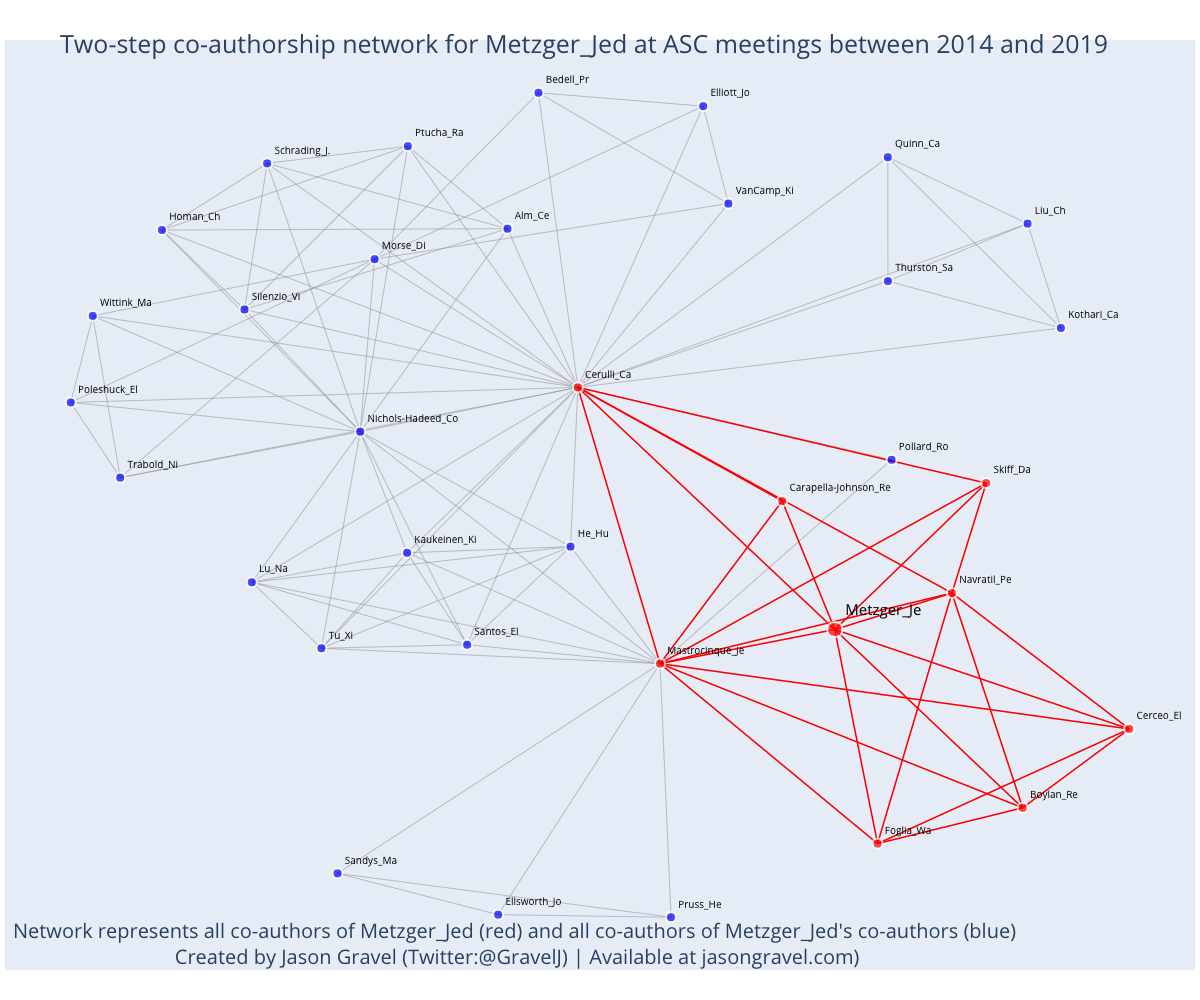 Two-step co-authorship network for Metzger_Jed at ASC meetings between 2014 and 2019
Bedell_Pr
Elliott_Jo
Ptucha_Ra
Quinn_Ca
Schrading_J.
VanCamp_Ki
Liu_Ch
Homan_Ch
Alm_Ce
Morse_Di
Thurston_Sa
Silenzio_Vi
Wittink_Ma
Kothari_Ca
Cerulli_Ca
Poleshuck_El
Nichols-Hadeed_Co
Pollard_Ro
Trabold_Ni
Skiff_Da
Carapella-Johnson_Re
He_Hu
Kaukeinen_Ki
Lu_Na
Navratil_Pe
Metzger_Je
Santos_El
Tu_Xi
Mastrocinque_Je
Cerceo_El
Boylan_Re
Foglia_Wa
Sandys_Ma
Ellsworth_Jo
Pruss_He
Network represents all co-authors of Metzger_Jed (red) and all co-authors of Metzger_Jed's co-authors (blue)
Created by Jason Gravel (Twitter:@GravelJ) | Available at jasongravel.com)